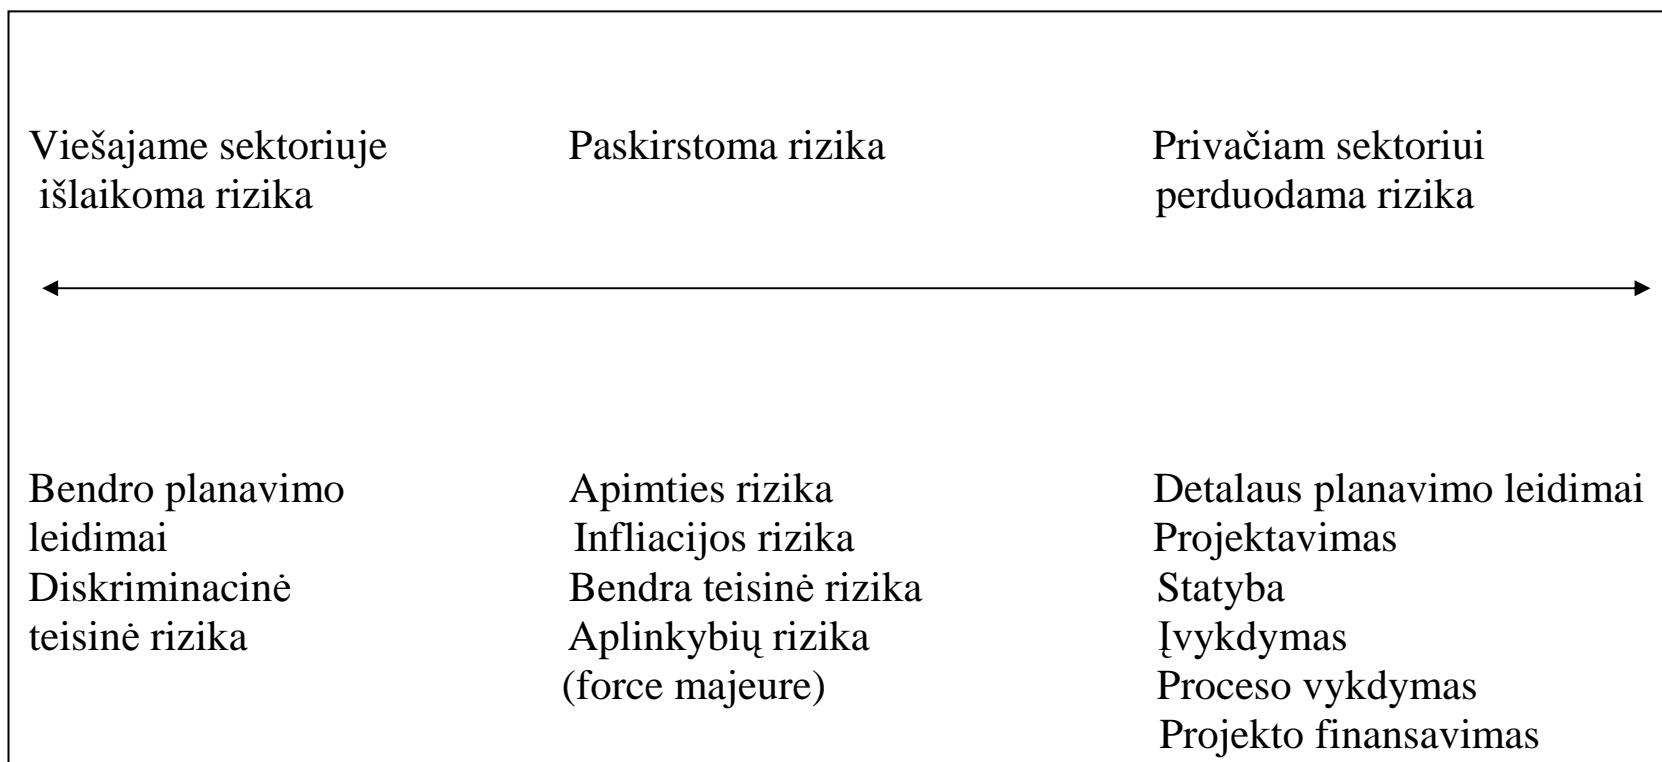 Viešajame sektoriuje
išlaikoma rizika
Paskirstoma rizika
Privačiam sektoriui
perduodama rizika
Bendro planavimo
leidimai
Diskriminacinė
teisinė rizika
Apimties rizika
Infliacijos rizika
Bendra teisinė rizika
Aplinkybių rizika
(force majeure)
Detalaus planavimo leidimai
Projektavimas
Statyba
Įvykdymas
Proceso vykdymas
Projekto finansavimas